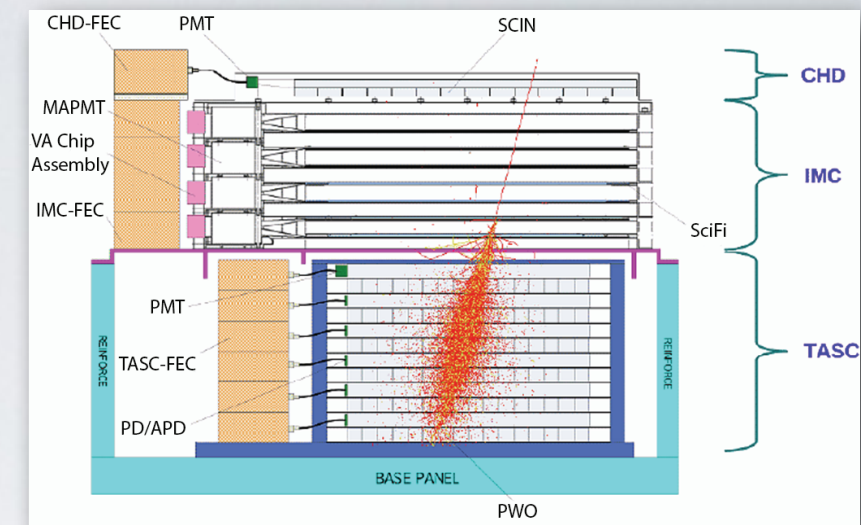 CHD-FEC
PMT
SCIN
CHD
MAPMT
VA Chip
Assembly
IMC
IMC-FEC
SciFi
PMT
REINFORCE
REINFORCE
TASC-FEC
TASC
PD/APD
BASE PANEL
PWO